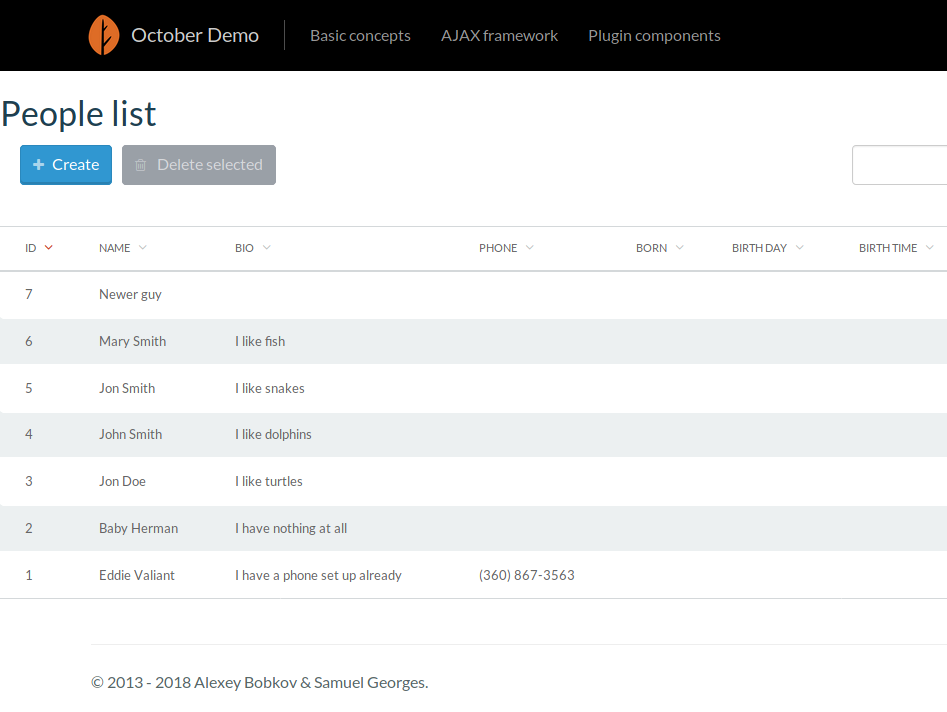 October Demo Basic concepts AJAX framework Plugin components
People list
Create Delete selected
ID NAME BIO PHONE BORN BIRTH DAY BIRTH TIME
7 Newer guy
6 Mary Smith I like fish
5 Jon Smith I like snakes
4 John Smith I like dolphins
3 Jon Doe I like turtles
2 Baby Herman I have nothing at all
1 Eddie Valiant I have a phone set up already (360) 867-3563
© 2013 - 2018 Alexey Bobkov & Samuel Georges.